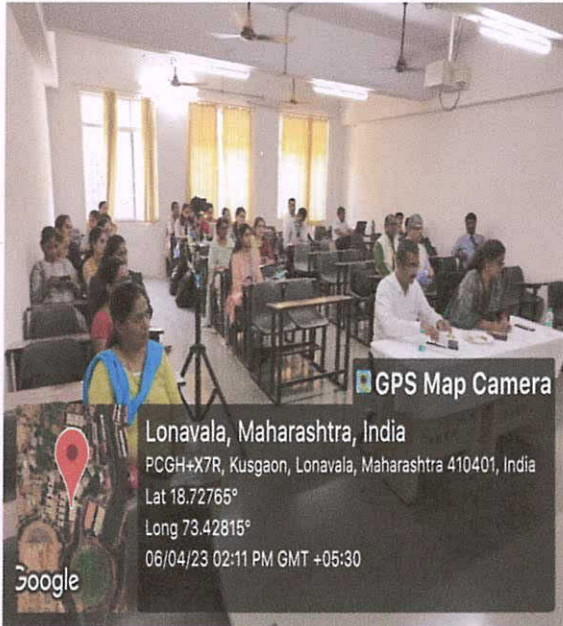 GPS Map Camera
Lonavala, Maharashtra, India
PCGH+X7R, Kusgaon, Lonavala, Maharashtra 410401, India
Lat 18.72765°
Long 73.42815°
06/04/23 02:11 PM GMT +05:30
Google